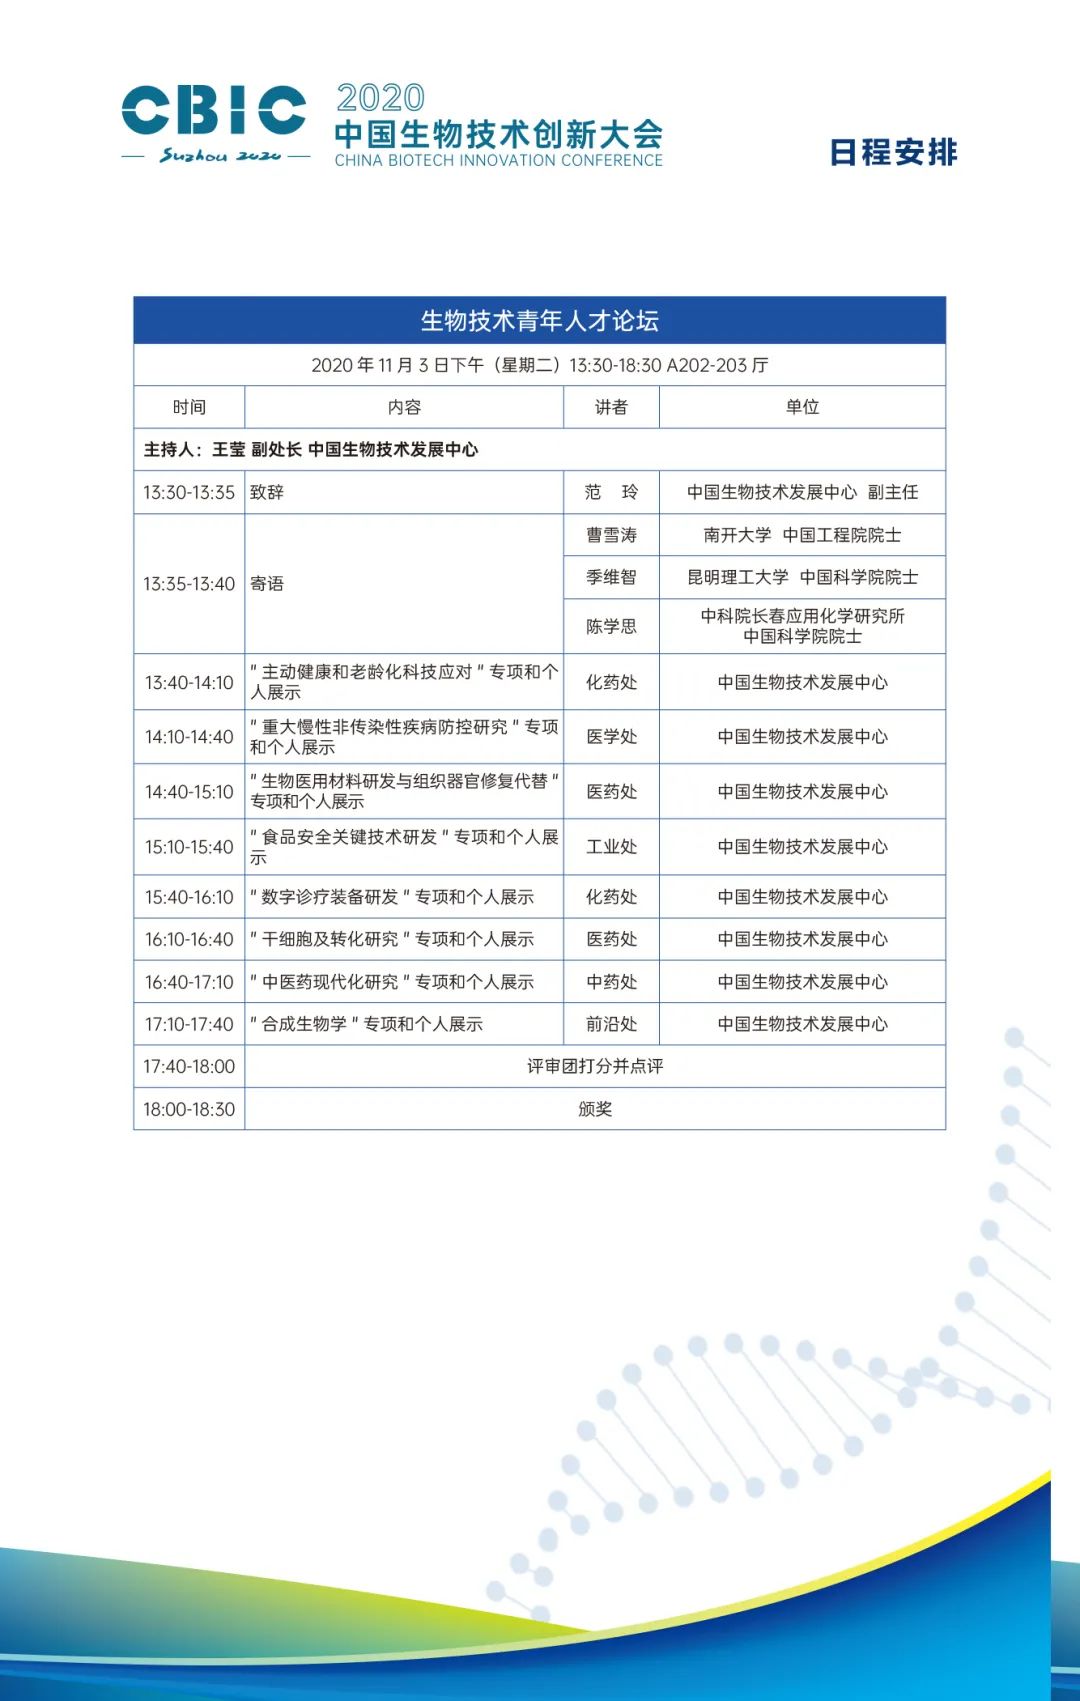 CBIC
Suzhou 2020
2020
中国生物技术创新大会
CHINA BIOTECH INNOVATION CONFERENCE
日程安排
生物技术青年人才论坛
2020 年 11 月 3 日下午（星期二）13:30-18:30 A202-203 厅
时间 内容 讲者 单位
主持人：王莹 副处长 中国生物技术发展中心
13:30-13:35 致辞 范 玲 中国生物技术发展中心 副主任
13:35-13:40 寄语
曹雪涛 南开大学 中国工程院院士
季维智 昆明理工大学 中国科学院院士
陈学思 中科院长春应用化学研究所
中国科学院院士
13:40-14:10 " 主动健康和老龄化科技应对 " 专项和个
人展示 化药处 中国生物技术发展中心
14:10-14:40 " 重大慢性非传染性疾病防控研究 " 专项
和个人展示 医学处 中国生物技术发展中心
14:40-15:10 " 生物医用材料研发与组织器官修复代替 "
专项和个人展示 医药处 中国生物技术发展中心
15:10-15:40 " 食品安全关键技术研发 " 专项和个人展
示 工业处 中国生物技术发展中心
15:40-16:10 " 数字诊疗装备研发 " 专项和个人展示 化药处 中国生物技术发展中心
16:10-16:40 " 干细胞及转化研究 " 专项和个人展示 医药处 中国生物技术发展中心
16:40-17:10 " 中医药现代化研究 " 专项和个人展示 中药处 中国生物技术发展中心
17:10-17:40 " 合成生物学 " 专项和个人展示 前沿处 中国生物技术发展中心
17:40-18:00 评审团打分并点评
18:00-18:30 颁奖